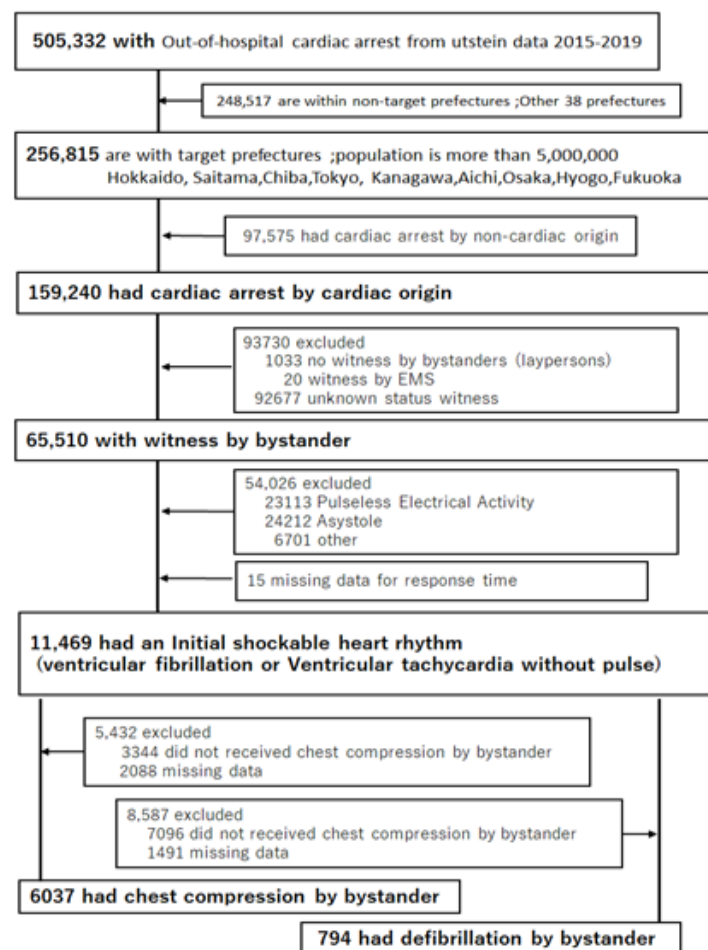 505,332 with Out-of-hospital cardiac arrest from utstein data 2015-2019
248,517 are within non-target prefectures ;Other 38 prefectures
256,815 are with target prefectures ;population is more than 5,000,000
Hokkaido, Saitama,Chiba,Tokyo, Kanagawa,Aichi,Osaka,Hyogo,Fukuoka
97,575 had cardiac arrest by non-cardiac origin
159,240 had cardiac arrest by cardiac origin
93730 excluded
1033 no witness by bystanders (laypersons)
20 witness by EMS
92677 unknown status witness
65,510 with witness by bystander
54,026 excluded
23113 Pulseless Electrical Activity
24212 Asystole
6701 other
15 missing data for response time
11,469 had an Initial shockable heart rhythm
(ventricular fibrillation or Ventricular tachycardia without pulse)
5,432 excluded
3344 did not received chest compression by bystander
2088 missing data
8,587 excluded
7096 did not received chest compression by bystander
1491 missing data
6037 had chest compression by bystander
794 had defibrillation by bystander